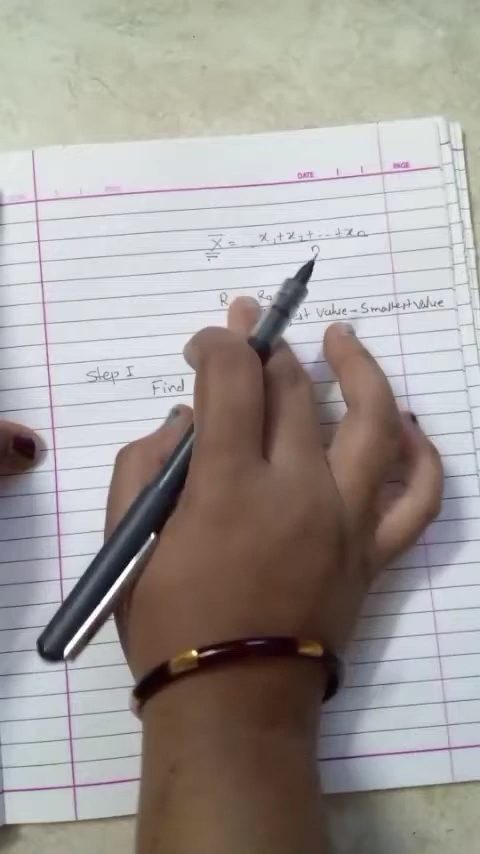 DATE PAGE
X̄ = x₁+x₂+...+xₙ
n
R
Value - Smallest Value
Step I
Find